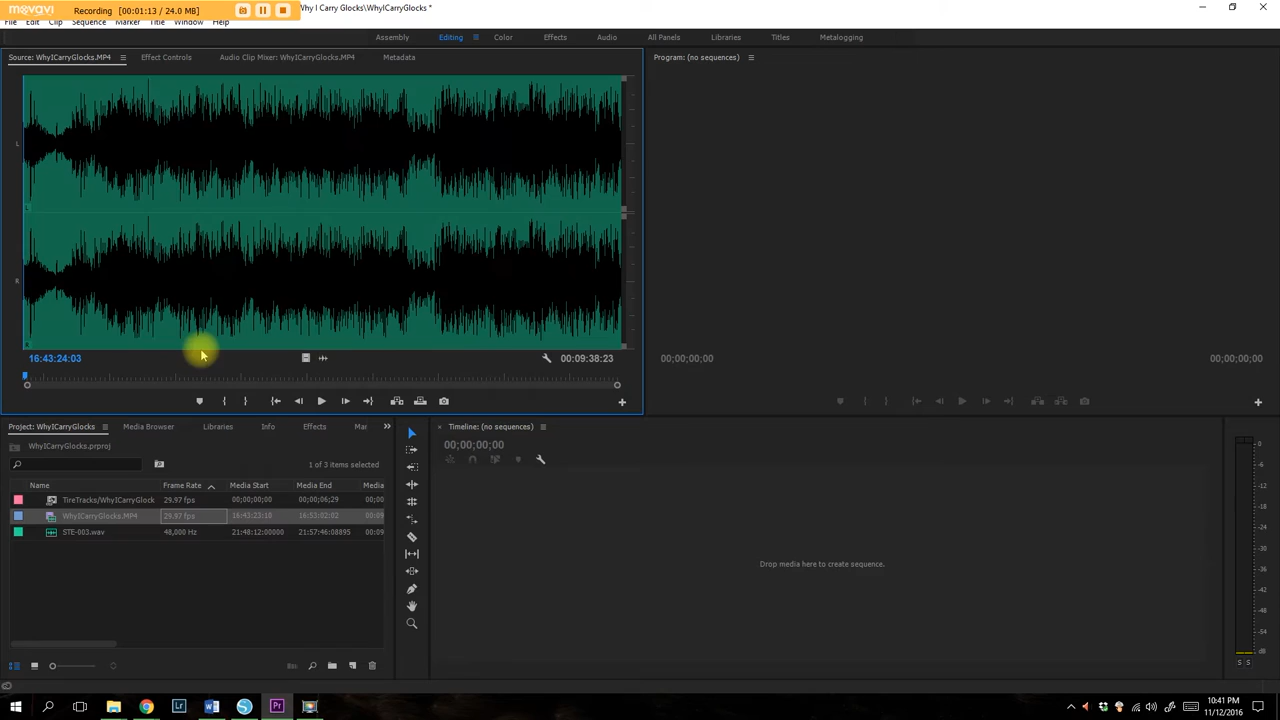 movavi
Recording [00:01:13 / 24.0 MB]
Why I Carry Glocks\WhyICarryGlocks *
File Edit Clip Sequence Marker Title Window Help
Assembly Editing Color Effects Audio All Panels Libraries Titles Metalogging
Source: WhyICarryGlocks.MP4 Effect Controls Audio Clip Mixer: WhyICarryGlocks.MP4 Metadata
Program: (no sequences)
L
R
16:43:24:03
00:09:38:23
00;00;00;00
00;00;00;00
Project: WhyICarryGlocks Media Browser Libraries Info Effects Mai
WhyICarryGlocks.prproj
1 of 3 items selected
Name Frame Rate Media Start Media End Media
TireTracks/WhyICarryGlock 29.97 fps 00;00;00;00 00;00;06;29 00;00
WhyICarryGlocks.MP4 29.97 fps 16:43:23:10 16:53:02:02 00:09
STE-003.wav 48,000 Hz 21:48:12:00000 21:57:46:08895 00:09
Timeline: (no sequences)
00;00;00;00
Drop media here to create sequence.
0
-6
-12
-18
-24
-30
-36
-42
-48
-54
dB
S S
10:41 PM
11/12/2016